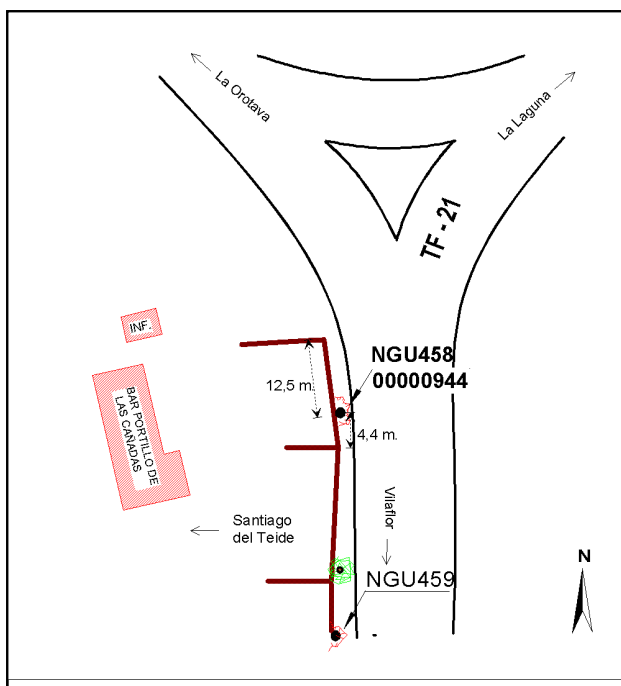 La Orotava
La Laguna
TF - 21
INF.
NGU458
00000944
12,5 m.
BAR PORTILLO DE
LAS CAÑADAS
4,4 m.
Santiago
del Teide
Vilaflor
N
NGU459